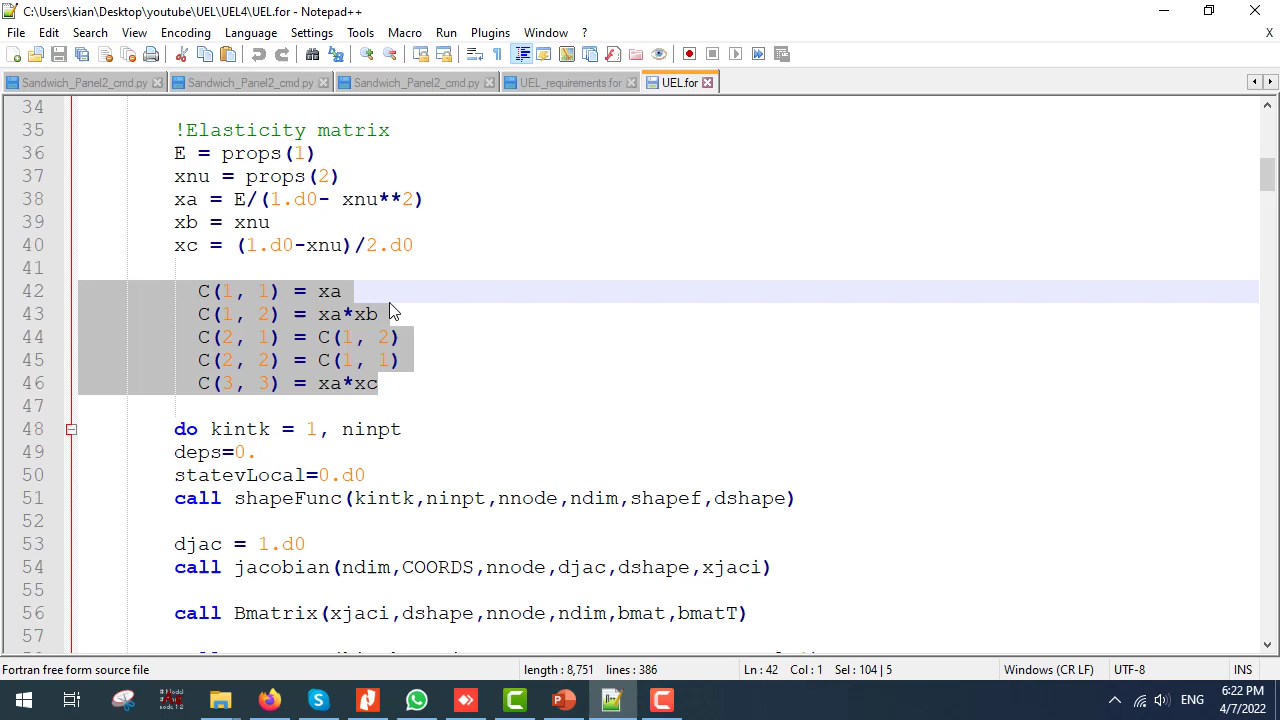 C:\Users\kian\Desktop\youtube\UEL\UEL4\UEL.for - Notepad++
File Edit Search View Encoding Language Settings Tools Macro Run Plugins Window ? X
Sandwich_Panel2_cmd.py Sandwich_Panel2_cmd.py Sandwich_Panel2_cmd.py UEL_requirements.for UEL.for
34
35 !Elasticity matrix
36 E = props(1)
37 xnu = props(2)
38 xa = E/(1.d0- xnu**2)
39 xb = xnu
40 xc = (1.d0-xnu)/2.d0
41
42 C(1, 1) = xa
43 C(1, 2) = xa*xb
44 C(2, 1) = C(1, 2)
45 C(2, 2) = C(1, 1)
46 C(3, 3) = xa*xc
47
48 do kintk = 1, ninpt
49 deps=0.
50 statevLocal=0.d0
51 call shapeFunc(kintk,ninpt,nnode,ndim,shapef,dshape)
52
53 djac = 1.d0
54 call jacobian(ndim,COORDS,nnode,djac,dshape,xjaci)
55
56 call Bmatrix(xjaci,dshape,nnode,ndim,bmat,bmatT)
57
Fortran free form source file length : 8,751 lines : 386 Ln : 42 Col : 1 Sel : 104 | 5 Windows (CR LF) UTF-8 INS
ENG 6:22 PM
4/7/2022